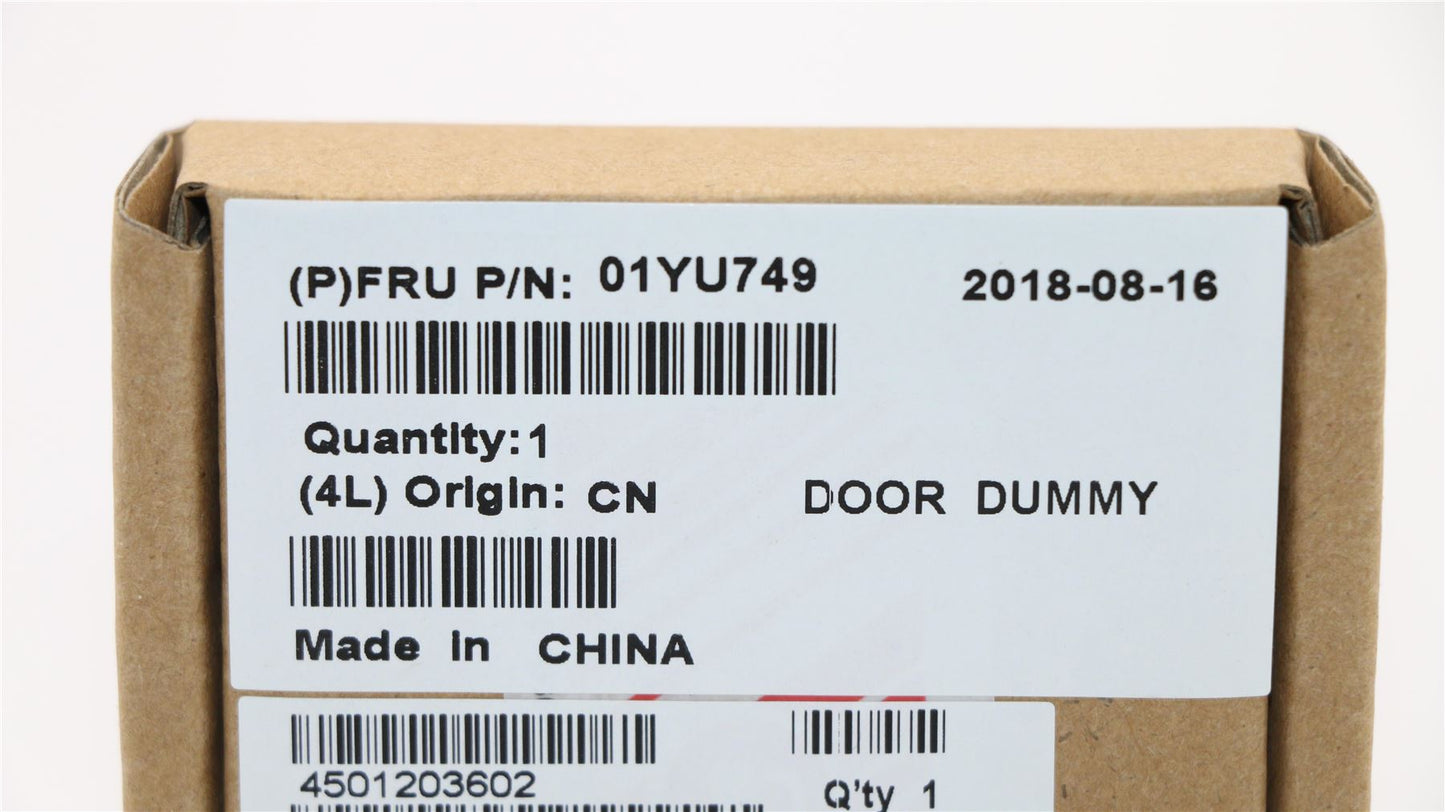 (P)FRU P/N: 01YU749 2018-08-16
Quantity:1
(4L) Origin: CN DOOR DUMMY
Made in CHINA
4501203602
Q'ty 1